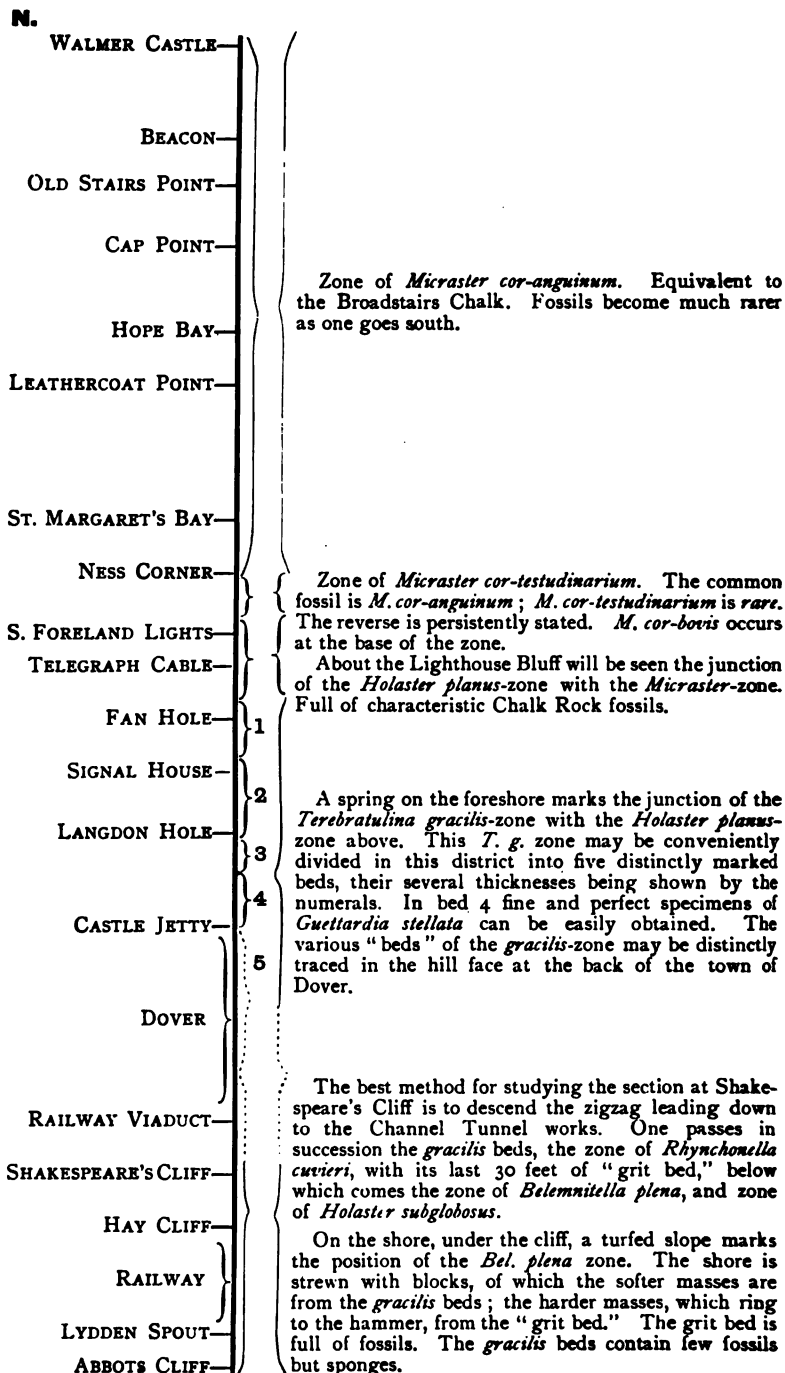 N.
WALMER CASTLE
BEACON
OLD STAIRS POINT
CAP POINT
Zone of Micraster cor-anguinum. Equivalent to
the Broadstairs Chalk. Fossils become much rarer
as one goes south.
HOPE BAY
LEATHERCOAT POINT
ST. MARGARET'S BAY
NESS CORNER
Zone of Micraster cor-testudinarium. The common
fossil is M. cor-anguinum ; M. cor-testudinarium is rare.
The reverse is persistently stated. M. cor-bovis occurs
at the base of the zone.
S. FORELAND LIGHTS
TELEGRAPH CABLE
About the Lighthouse Bluff will be seen the junction
of the Holaster planus-zone with the Micraster-zone.
Full of characteristic Chalk Rock fossils.
FAN HOLE
1
SIGNAL HOUSE
2
LANGDON HOLE
3
4
CASTLE JETTY
5
A spring on the foreshore marks the junction of the
Terebratulina gracilis-zone with the Holaster planus-
zone above. This T. g. zone may be conveniently
divided in this district into five distinctly marked
beds, their several thicknesses being shown by the
numerals. In bed 4 fine and perfect specimens of
Guettardia stellata can be easily obtained. The
various "beds" of the gracilis-zone may be distinctly
traced in the hill face at the back of the town of
Dover.
DOVER
RAILWAY VIADUCT
SHAKESPEARE'S CLIFF
The best method for studying the section at Shake-
speare's Cliff is to descend the zigzag leading down
to the Channel Tunnel works. One passes in
succession the gracilis beds, the zone of Rhynchonella
cuvieri, with its last 30 feet of "grit bed," below
which comes the zone of Belemnitella plena, and zone
of Holaster subglobosus.
HAY CLIFF
RAILWAY
LYDDEN SPOUT
ABBOTS CLIFF
On the shore, under the cliff, a turfed slope marks
the position of the Bel. plena zone. The shore is
strewn with blocks, of which the softer masses are
from the gracilis beds ; the harder masses, which ring
to the hammer, from the "grit bed." The grit bed is
full of fossils. The gracilis beds contain few fossils
but sponges.